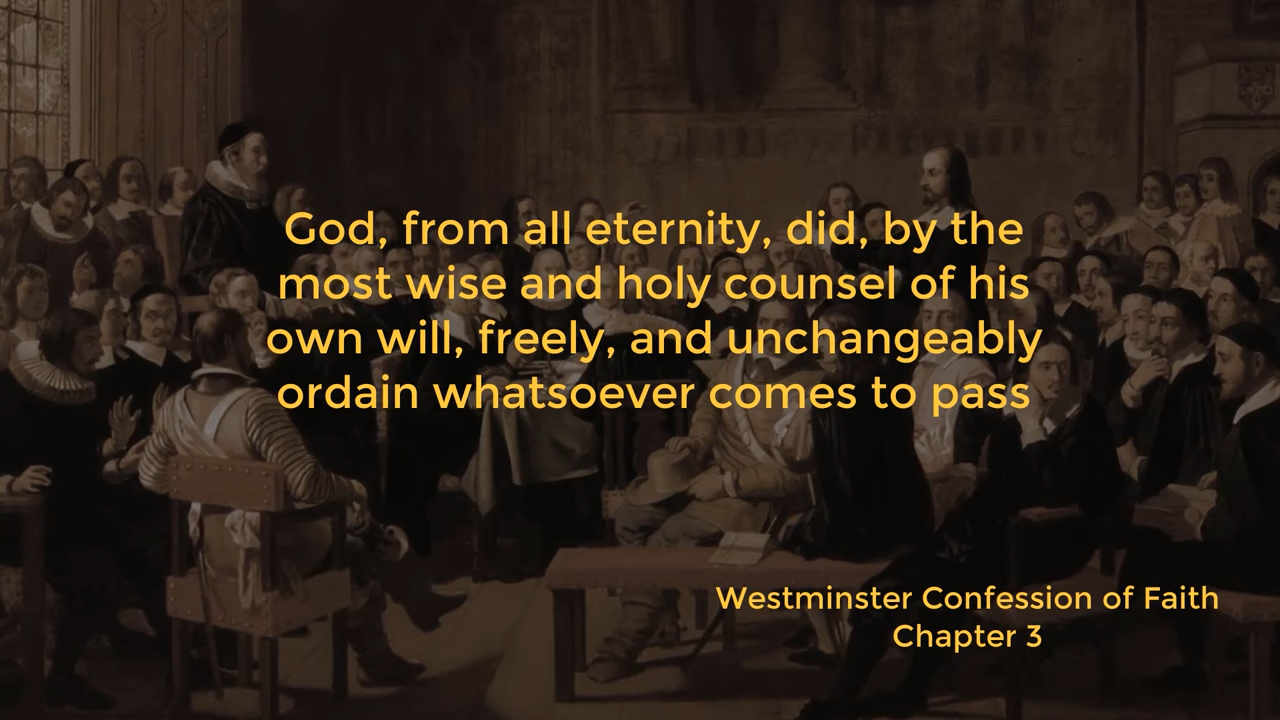 God, from all eternity, did, by the
most wise and holy counsel of his
own will, freely, and unchangeably
ordain whatsoever comes to pass
Westminster Confession of Faith
Chapter 3